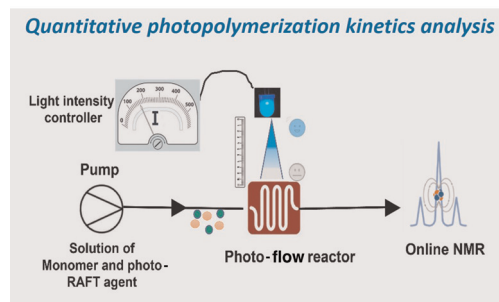 Quantitative photopolymerization kinetics analysis
Light intensity
controller
0 100 200 300 400 500
I
Pump
Solution of
Monomer and photo-
RAFT agent
Photo-flow reactor
Online NMR